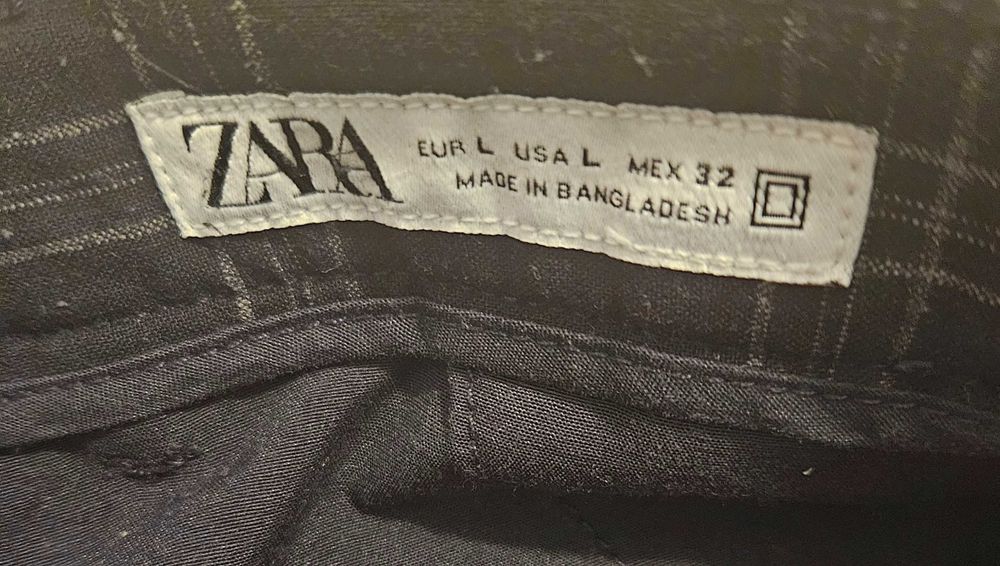 ZARA
EUR L USA L MEX 32
MADE IN BANGLADESH